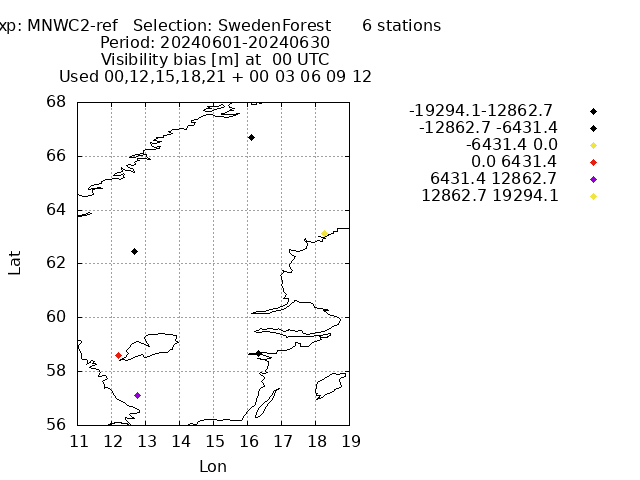 xp: MNWC2-ref Selection: SwedenForest 6 stations
Period: 20240601-20240630
Visibility bias [m] at 00 UTC
Used 00,12,15,18,21 + 00 03 06 09 12
-19294.1-12862.7
-12862.7 -6431.4
-6431.4 0.0
0.0 6431.4
6431.4 12862.7
12862.7 19294.1
68
66
64
62
60
58
56
Lat
11 12 13 14 15 16 17 18 19
Lon